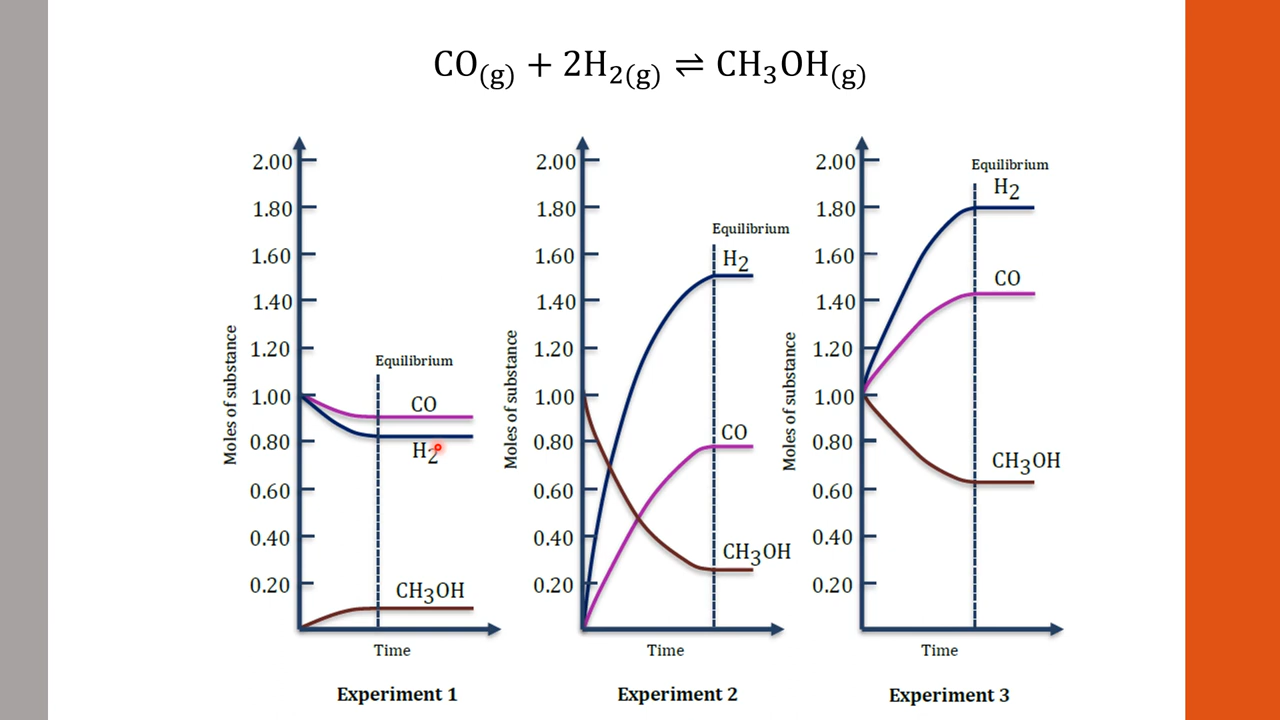 CO(g) + 2H2(g) ⇌ CH3OH(g)
Moles of substance
2.00
1.80
1.60
1.40
1.20
1.00
0.80
0.60
0.40
0.20
Equilibrium
CO
H2
CH3OH
Time
Experiment 1
Moles of substance
2.00
1.80
1.60
1.40
1.20
1.00
0.80
0.60
0.40
0.20
Equilibrium
H2
CO
CH3OH
Time
Experiment 2
Moles of substance
2.00
1.80
1.60
1.40
1.20
1.00
0.80
0.60
0.40
0.20
Equilibrium
H2
CO
CH3OH
Time
Experiment 3